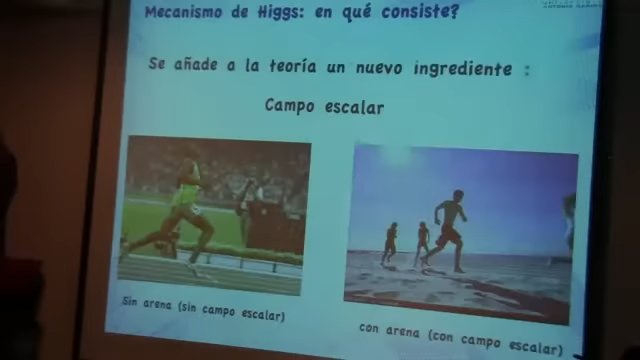 Mecanismo de Higgs: en qué consiste?
Se añade a la teoría un nuevo ingrediente :
Campo escalar
Sin arena (sin campo escalar)
con arena (con campo escalar)